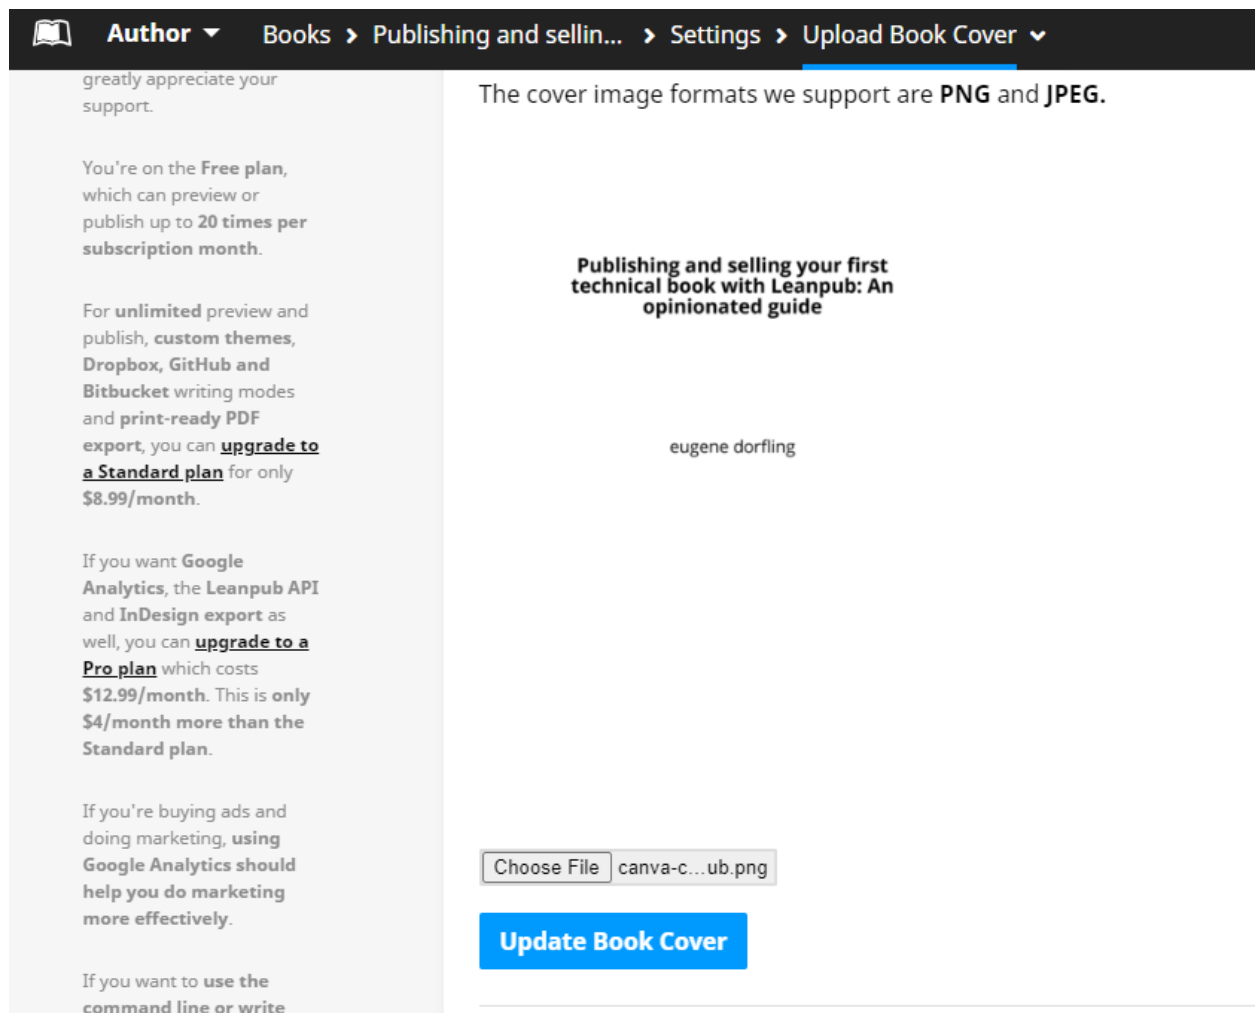 Author Books Publishing and sellin... Settings Upload Book Cover
greatly appreciate your
support.
You're on the Free plan,
which can preview or
publish up to 20 times per
subscription month.
For unlimited preview and
publish, custom themes,
Dropbox, GitHub and
Bitbucket writing modes
and print-ready PDF
export, you can upgrade to
a Standard plan for only
$8.99/month.
If you want Google
Analytics, the Leanpub API
and InDesign export as
well, you can upgrade to a
Pro plan which costs
$12.99/month. This is only
$4/month more than the
Standard plan.
If you're buying ads and
doing marketing, using
Google Analytics should
help you do marketing
more effectively.
If you want to use the
command line or write
The cover image formats we support are PNG and JPEG.
Publishing and selling your first
technical book with Leanpub: An
opinionated guide
eugene dorfling
Choose File canva-c...ub.png
Update Book Cover